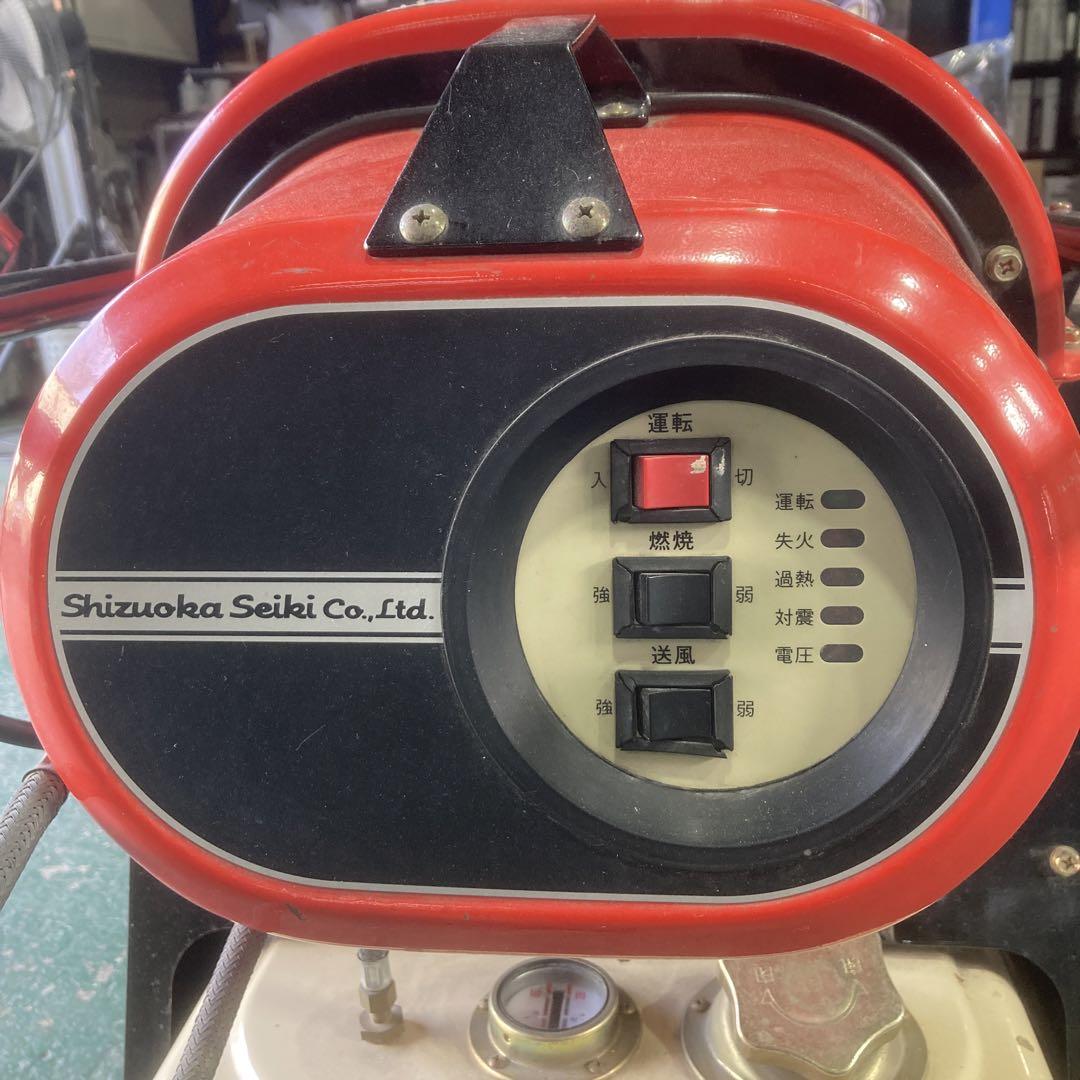 運転
入 切
燃焼
強 弱
送風
強 弱
運転
失火
過熱
対震
電圧
Shizuoka Seiki Co.,Ltd.